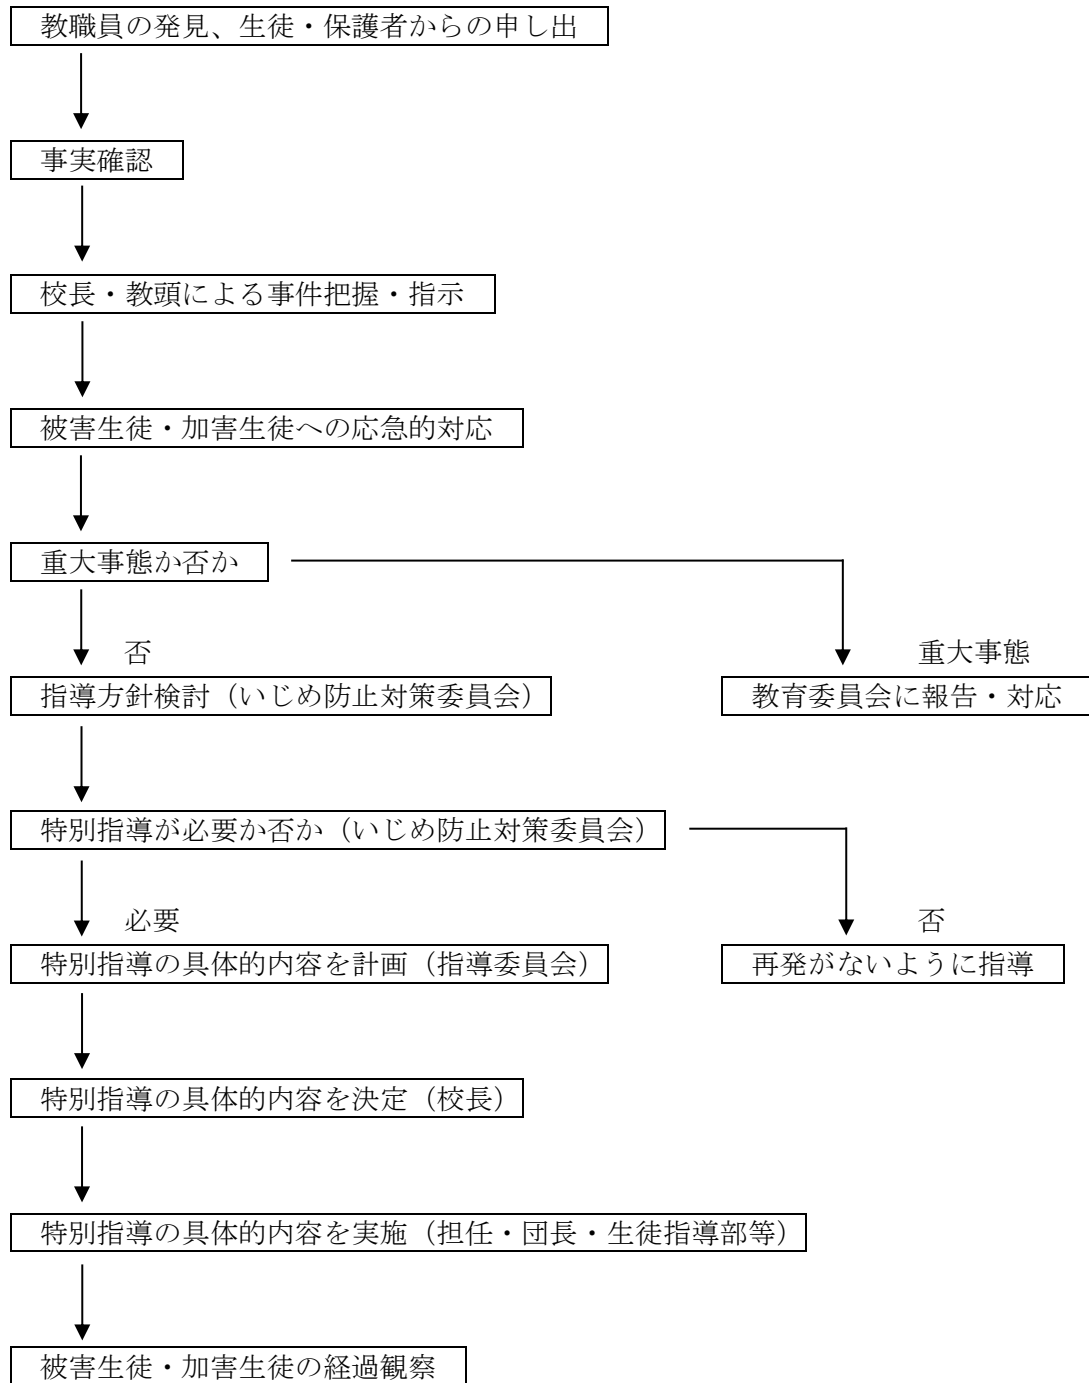 教職員の発見、生徒・保護者からの申し出
事実確認
校長・教頭による事件把握・指示
被害生徒・加害生徒への応急的対応
重大事態か否か
否
重大事態
指導方針検討（いじめ防止対策委員会）
教育委員会に報告・対応
特別指導が必要か否か（いじめ防止対策委員会）
必要
否
特別指導の具体的内容を計画（指導委員会）
再発がないように指導
特別指導の具体的内容を決定（校長）
特別指導の具体的内容を実施（担任・団長・生徒指導部等）
被害生徒・加害生徒の経過観察